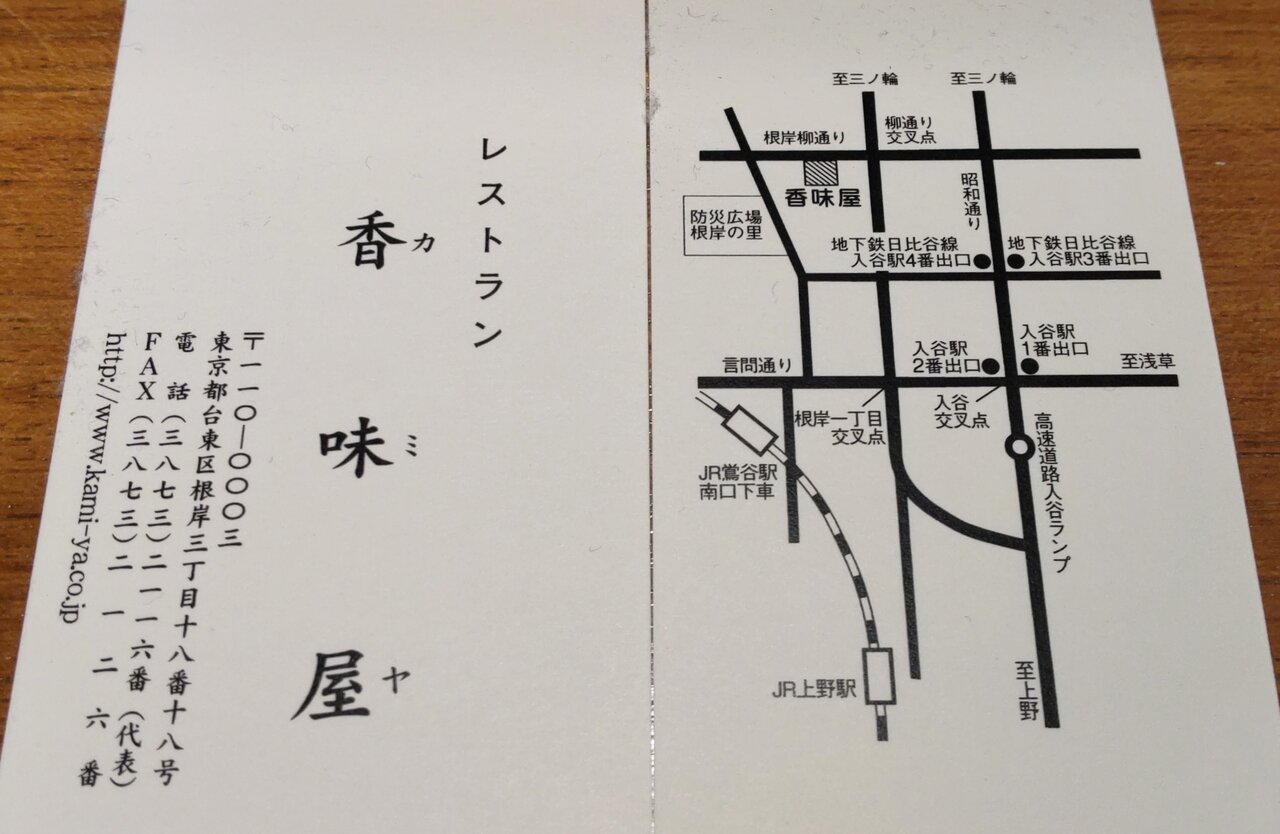 レストラン
香味屋
カミヤ
〒一一〇―〇〇〇三
東京都台東区根岸三丁目十八番十八号
電話(三八七三)二一一六番(代表)
FAX(三八七三)二一二六番
http://www.kami-ya.co.jp
至三ノ輪
至三ノ輪
根岸柳通り
柳通り
交叉点
香味屋
昭和通り
防災広場
根岸の里
地下鉄日比谷線
入谷駅4番出口
地下鉄日比谷線
入谷駅3番出口
言問通り
入谷駅
2番出口
入谷駅
1番出口
至浅草
根岸一丁目
交叉点
入谷
交叉点
高速道路入谷ランプ
JR鶯谷駅
南口下車
JR上野駅
至上野